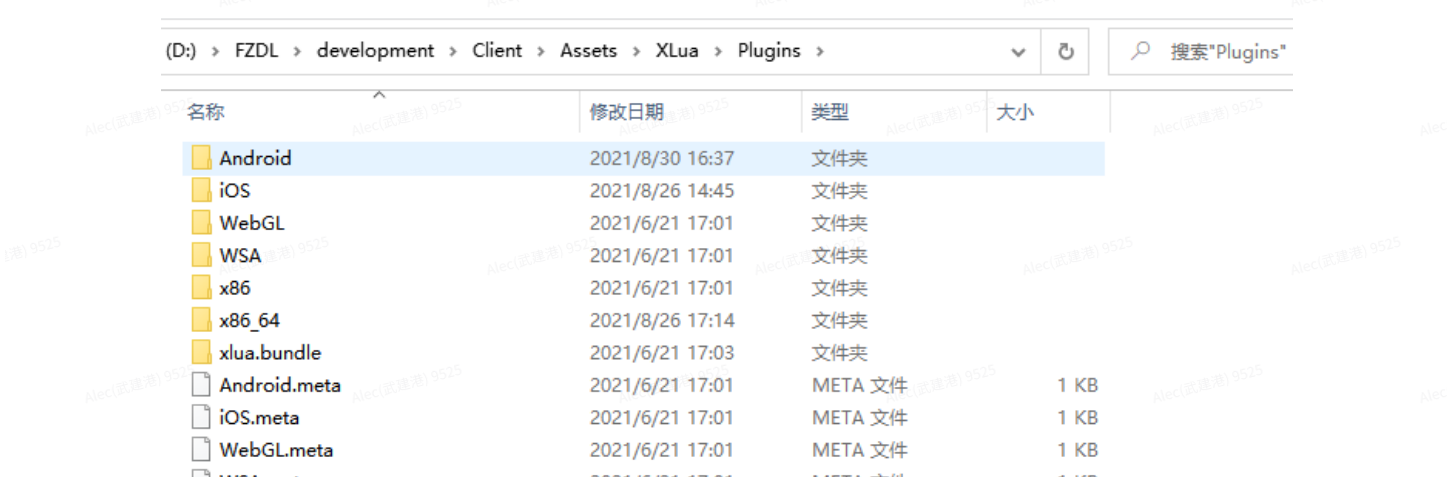 (D:) › FZDL › development › Client › Assets › XLua › Plugins ›
搜索"Plugins"
名称 修改日期 类型 大小
Android 2021/8/30 16:37 文件夹
iOS 2021/8/26 14:45 文件夹
WebGL 2021/6/21 17:01 文件夹
WSA 2021/6/21 17:01 文件夹
x86 2021/6/21 17:01 文件夹
x86_64 2021/8/26 17:14 文件夹
xlua.bundle 2021/6/21 17:03 文件夹
Android.meta 2021/6/21 17:01 META 文件 1 KB
iOS.meta 2021/6/21 17:01 META 文件 1 KB
WebGL.meta 2021/6/21 17:01 META 文件 1 KB
Alec(武建港) 9525